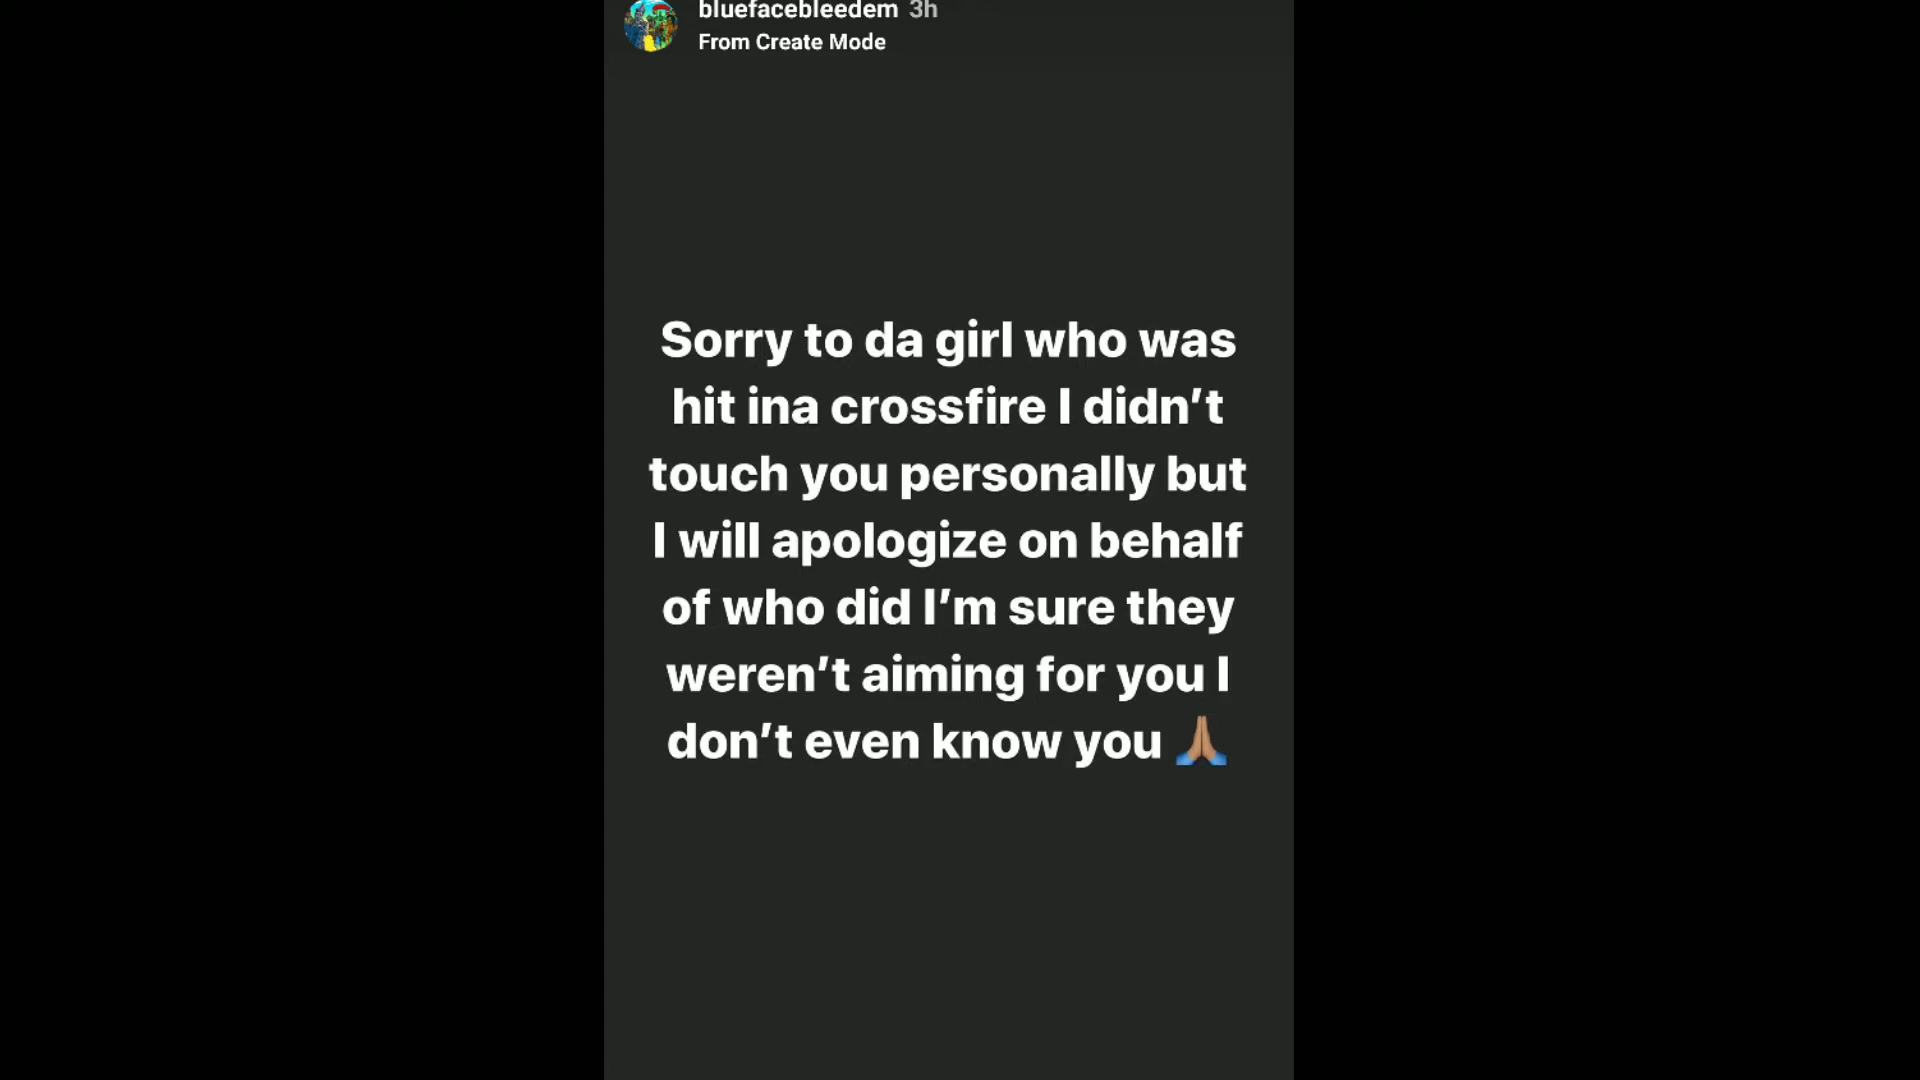 bluefacebleedem 3h
From Create Mode
Sorry to da girl who was
hit ina crossfire I didn’t
touch you personally but
I will apologize on behalf
of who did I’m sure they
weren’t aiming for you I
don’t even know you 🙏🏽